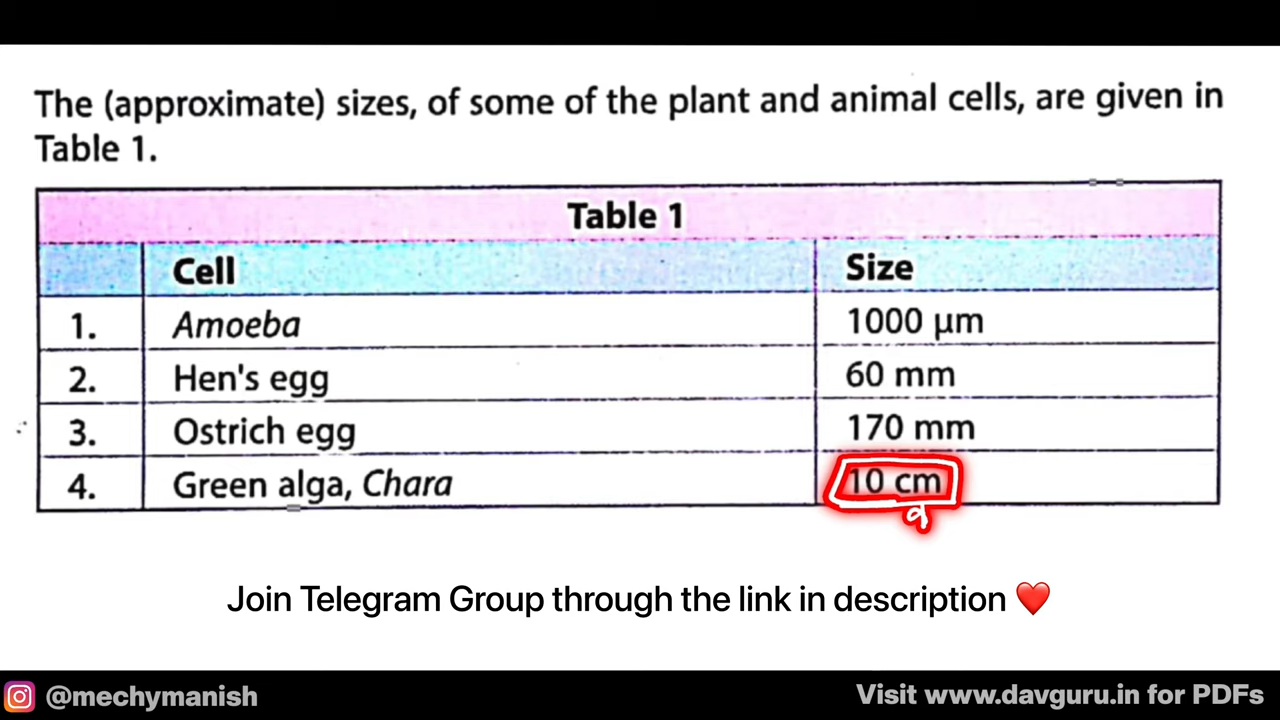 The (approximate) sizes, of some of the plant and animal cells, are given in
Table 1.
Table 1
Cell Size
1. Amoeba 1000 µm
2. Hen's egg 60 mm
3. Ostrich egg 170 mm
4. Green alga, Chara 10 cm
Join Telegram Group through the link in description ❤️
@mechymanish Visit www.davguru.in for PDFs